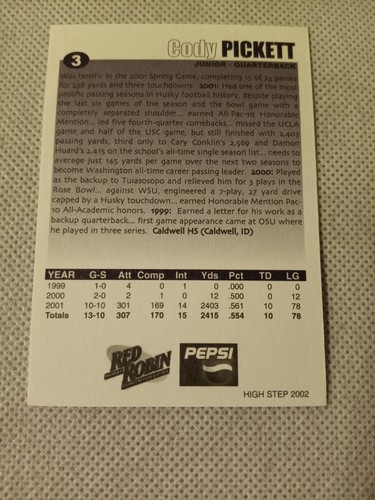 3
Cody PICKETT
JUNIOR - QUARTERBACK
Was terrific in the 2001 Spring Game, completing 15 of 23 passes
for 238 yards and three touchdown. 2001: Had one of the most
prolific passing seasons in Husky football history, despite playing
the last six games of the season and the bowl game with a
completely separated shoulder... earned All-Pac-10 Honorable
Mention... led five fourth-quarter comebacks... missed the UCLA
game and half of the USC game, but still finished with 2,403
passing yards, third only to Cary Conklin's 2,569 and Damon
Huard's 2,415 on the school's all-time single season list... needs to
average just 145 yards per game over the next two seasons to
become Washington all-time career passing leader. 2000: Played
as the backup to Tuiasosopo and relieved him for 3 plays in the
Rose Bowl... against WSU, engineered a 7-play, 27 yard drive
capped by a Husky touchdown... earned Honorable Mention Pac-
10 All-Academic honors. 1999: Earned a letter for his work as a
backup quarterback... first game appearance came at OSU where
he played in three series. Caldwell HS (Caldwell, ID)
YEAR G-S Att Comp Int Yds Pct TD LG
1999 1-0 4 0 1 0 .000 0 0
2000 2-0 2 1 0 12 .500 0 12
2001 10-10 301 169 14 2403 .561 10 78
Totals 13-10 307 170 15 2415 .554 10 78
RED
ROBIN
PEPSI
HIGH STEP 2002